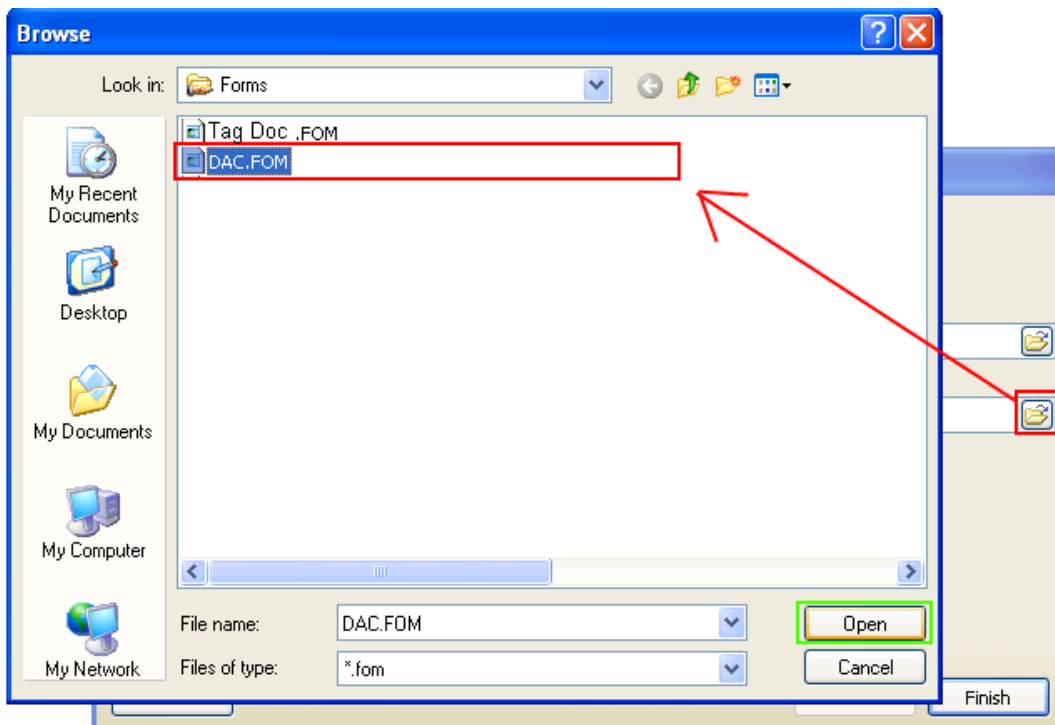 Browse
Look in: Forms
Tag Doc .FOM
DAC.FOM
My Recent
Documents
Desktop
My Documents
My Computer
My Network
File name: DAC.FOM Open
Files of type: *.fom Cancel
Finish